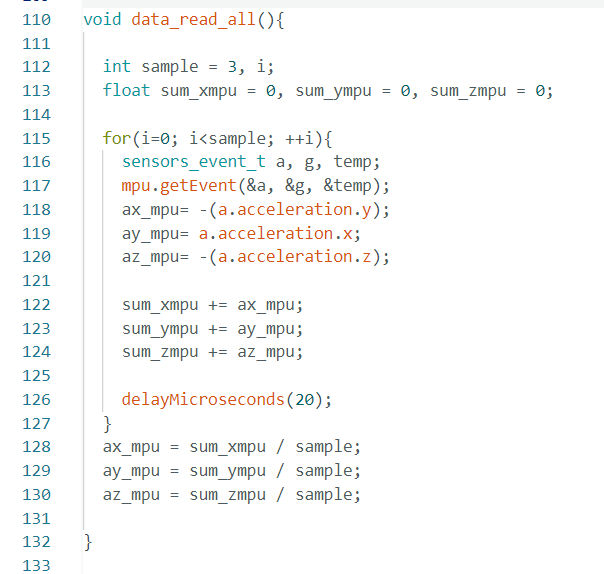 110 void data_read_all(){
111
112   int sample = 3, i;
113   float sum_xmpu = 0, sum_ympu = 0, sum_zmpu = 0;
114
115   for(i=0; i<sample; ++i){
116     sensors_event_t a, g, temp;
117     mpu.getEvent(&a, &g, &temp);
118     ax_mpu= -(a.acceleration.y);
119     ay_mpu= a.acceleration.x;
120     az_mpu= -(a.acceleration.z);
121
122     sum_xmpu += ax_mpu;
123     sum_ympu += ay_mpu;
124     sum_zmpu += az_mpu;
125
126     delayMicroseconds(20);
127   }
128   ax_mpu = sum_xmpu / sample;
129   ay_mpu = sum_ympu / sample;
130   az_mpu = sum_zmpu / sample;
131
132 }
133